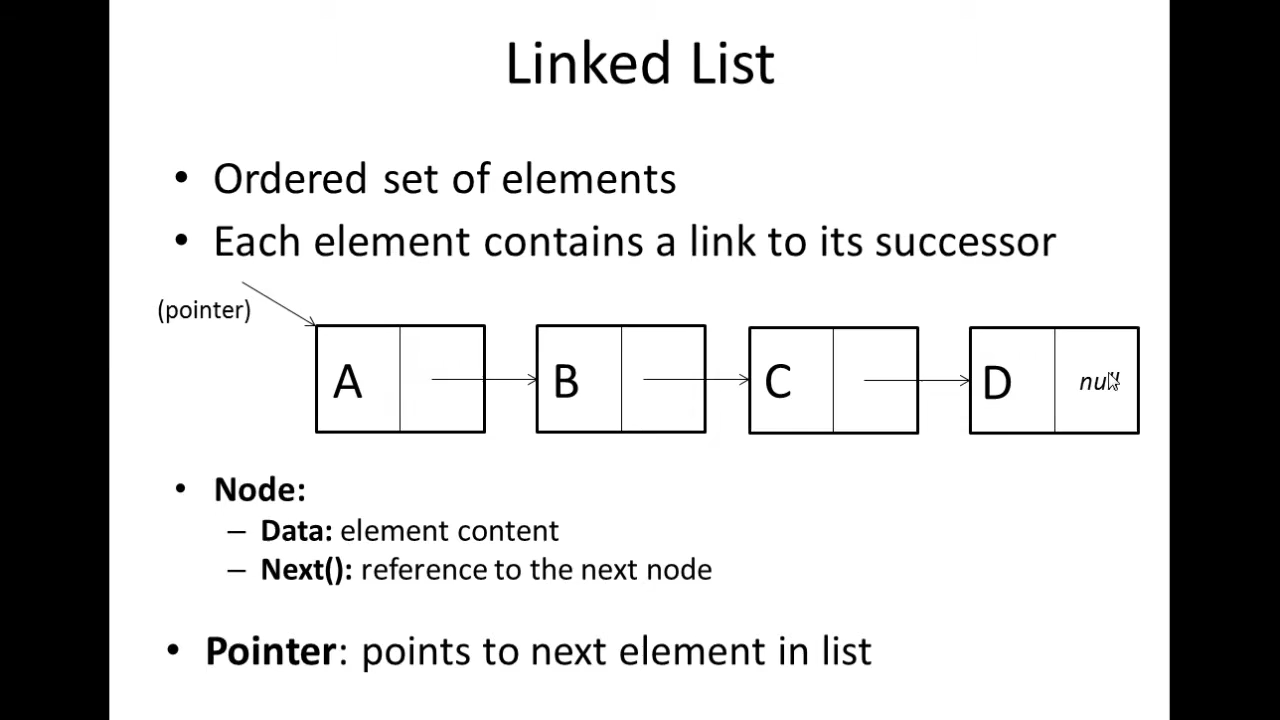 Linked List
• Ordered set of elements
• Each element contains a link to its successor
(pointer)
A B C D null
• Node:
– Data: element content
– Next(): reference to the next node
• Pointer: points to next element in list